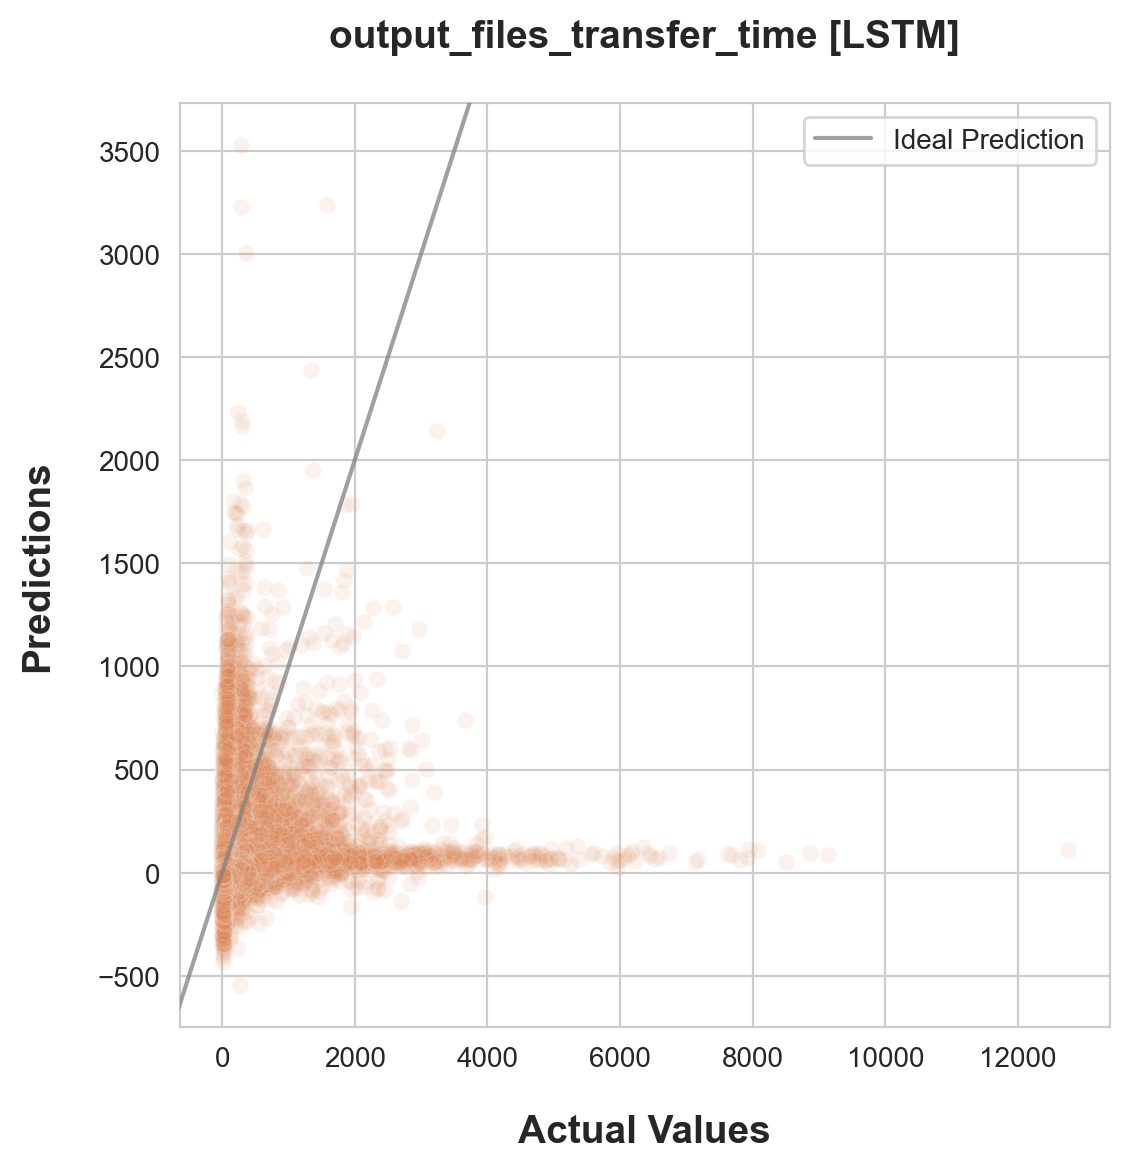 output_files_transfer_time [LSTM]
Ideal Prediction
3500
3000
2500
2000
1500
1000
500
0
−500
Predictions
0 2000 4000 6000 8000 10000 12000
Actual Values